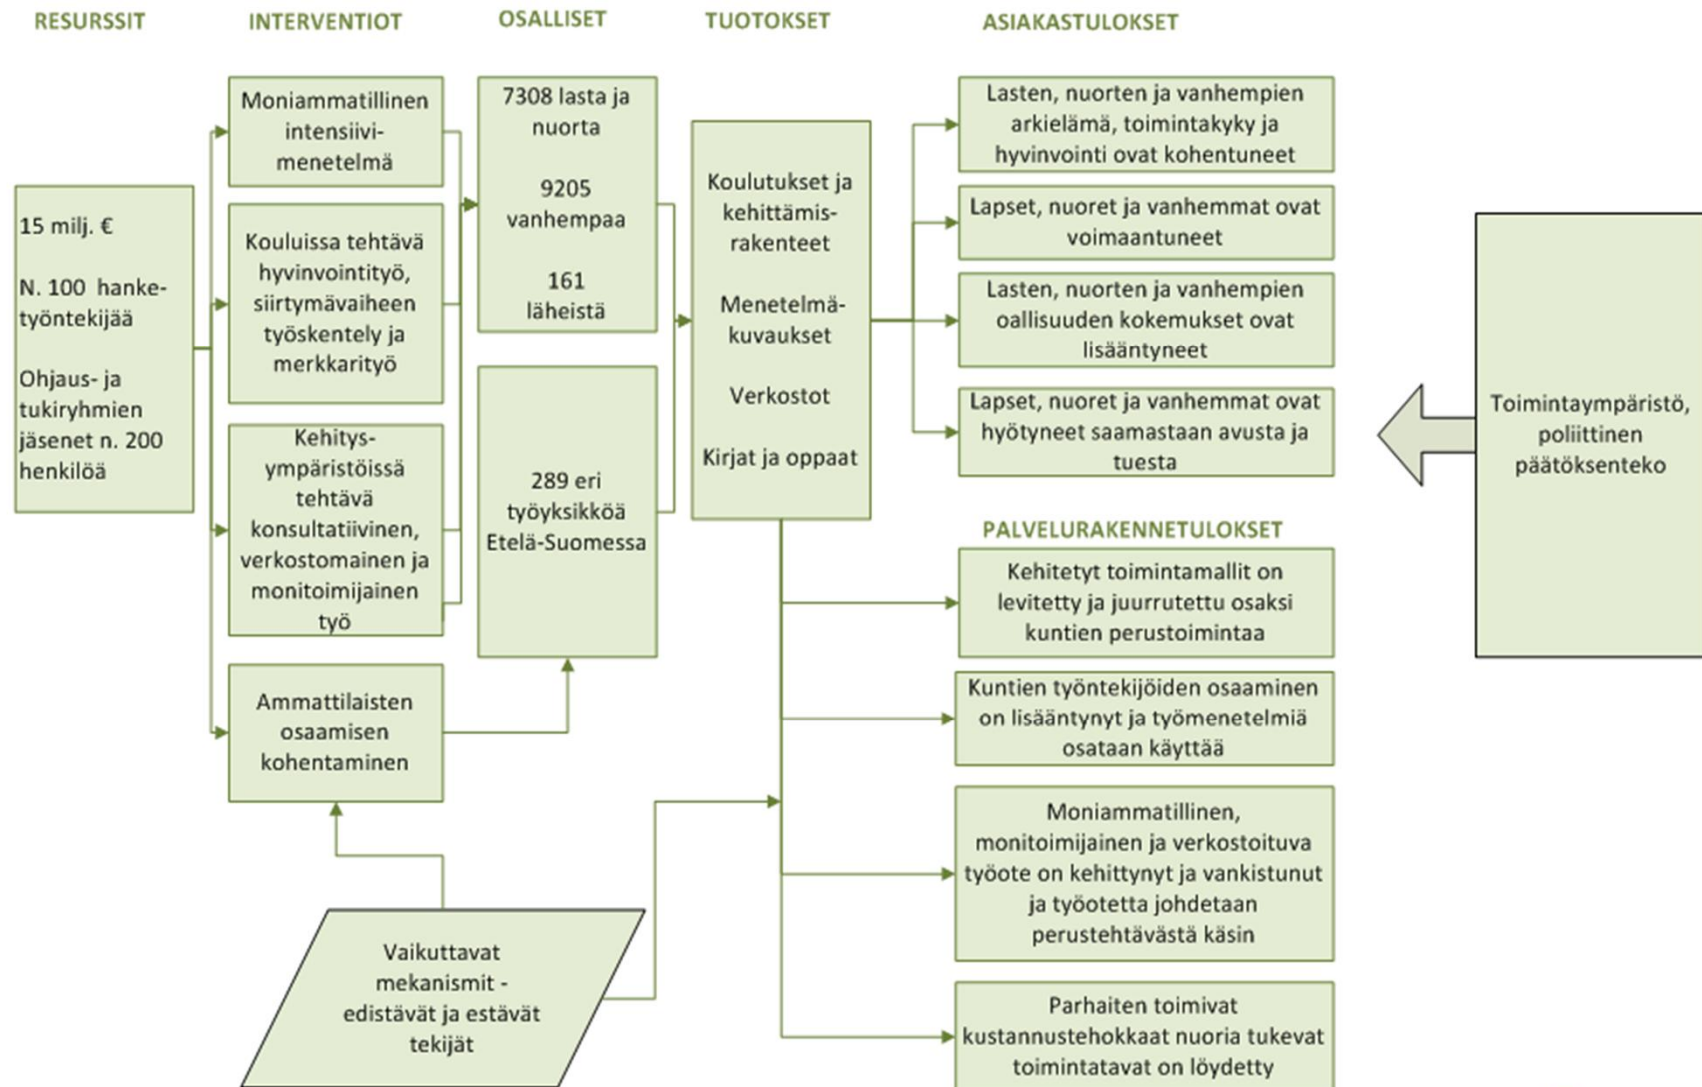 RESURSSIT
INTERVENTIOT
OSALLISET
TUOTOKSET
ASIAKASTULOKSET
15 milj. €
N. 100 hanke-
työntekijää
Ohjaus- ja
tukiryhmien
jäsenet n. 200
henkilöä
Moniammatillinen
intensiivi-
menetelmä
Kouluissa tehtävä
hyvinvointityö,
siirtymävaiheen
työskentely ja
merkkarityö
Kehitys-
ympäristöissä
tehtävä
konsultatiivinen,
verkostomainen ja
monitoimijainen
työ
Ammattilaisten
osaamisen
kohentaminen
7308 lasta ja
nuorta
9205
vanhempaa
161
läheistä
289 eri
työyksikköä
Etelä-Suomessa
Koulutukset ja
kehittämis-
rakenteet
Menetelmä-
kuvaukset
Verkostot
Kirjat ja oppaat
Lasten, nuorten ja vanhempien
arkielämä, toimintakyky ja
hyvinvointi ovat kohentuneet
Lapset, nuoret ja vanhemmat ovat
voimaantuneet
Lasten, nuorten ja vanhempien
oallisuuden kokemukset ovat
lisääntyneet
Lapset, nuoret ja vanhemmat ovat
hyötyneet saamastaan avusta ja
tuesta
PALVELURAKENNETULOKSET
Kehitetyt toimintamallit on
levitetty ja juurrutettu osaksi
kuntien perustoimintaa
Kuntien työntekijöiden osaaminen
on lisääntynyt ja työmenetelmiä
osataan käyttää
Moniammatillinen,
monitoimijainen ja verkostoituva
työote on kehittynyt ja vankistunut
ja työotetta johdetaan
perustehtävästä käsin
Parhaiten toimivat
kustannustehokkaat nuoria tukevat
toimintatavat on löydetty
Toimintaympäristö,
poliittinen
päätöksenteko
Vaikuttavat
mekanismit -
edistävät ja estävät
tekijät